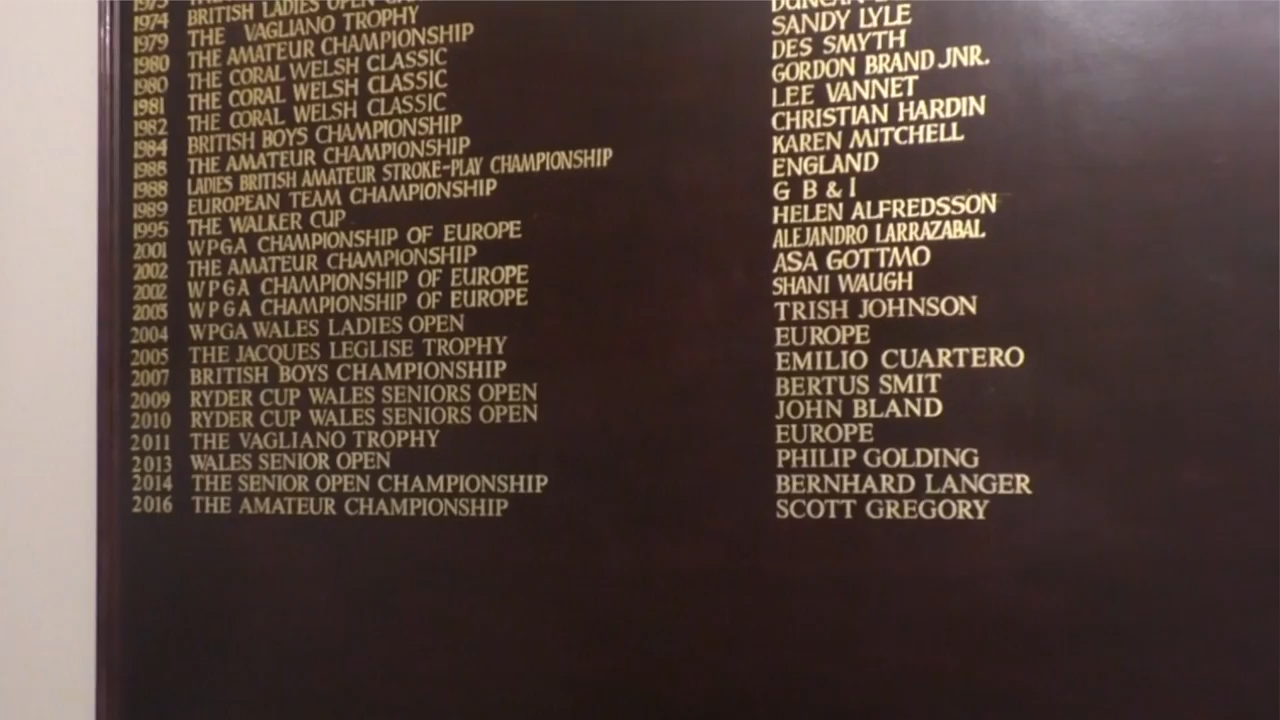 1974 BRITISH LADIES OPEN
1979 THE VAGLIANO TROPHY
1980 THE AMATEUR CHAMPIONSHIP DUNCAN
1980 THE CORAL WELSH CLASSIC SANDY LYLE
1981 THE CORAL WELSH CLASSIC DES SMYTH
1982 THE CORAL WELSH CLASSIC GORDON BRAND JNR.
1984 BRITISH BOYS CHAMPIONSHIP LEE VANNET
1988 THE AMATEUR CHAMPIONSHIP CHRISTIAN HARDIN
1988 LADIES BRITISH AMATEUR STROKE-PLAY CHAMPIONSHIP KAREN MITCHELL
1989 EUROPEAN TEAM CHAMPIONSHIP ENGLAND
1995 THE WALKER CUP G B & I
2001 WPGA CHAMPIONSHIP OF EUROPE HELEN ALFREDSSON
2002 THE AMATEUR CHAMPIONSHIP ALEJANDRO LARRAZABAL
2002 WPGA CHAMPIONSHIP OF EUROPE ASA GOTTMO
2003 WPGA CHAMPIONSHIP OF EUROPE SHANI WAUGH
2004 WPGA WALES LADIES OPEN TRISH JOHNSON
2005 THE JACQUES LEGLISE TROPHY EUROPE
2007 BRITISH BOYS CHAMPIONSHIP EMILIO CUARTERO
2009 RYDER CUP WALES SENIORS OPEN BERTUS SMIT
2010 RYDER CUP WALES SENIORS OPEN JOHN BLAND
2011 THE VAGLIANO TROPHY EUROPE
2013 WALES SENIOR OPEN PHILIP GOLDING
2014 THE SENIOR OPEN CHAMPIONSHIP BERNHARD LANGER
2016 THE AMATEUR CHAMPIONSHIP SCOTT GREGORY